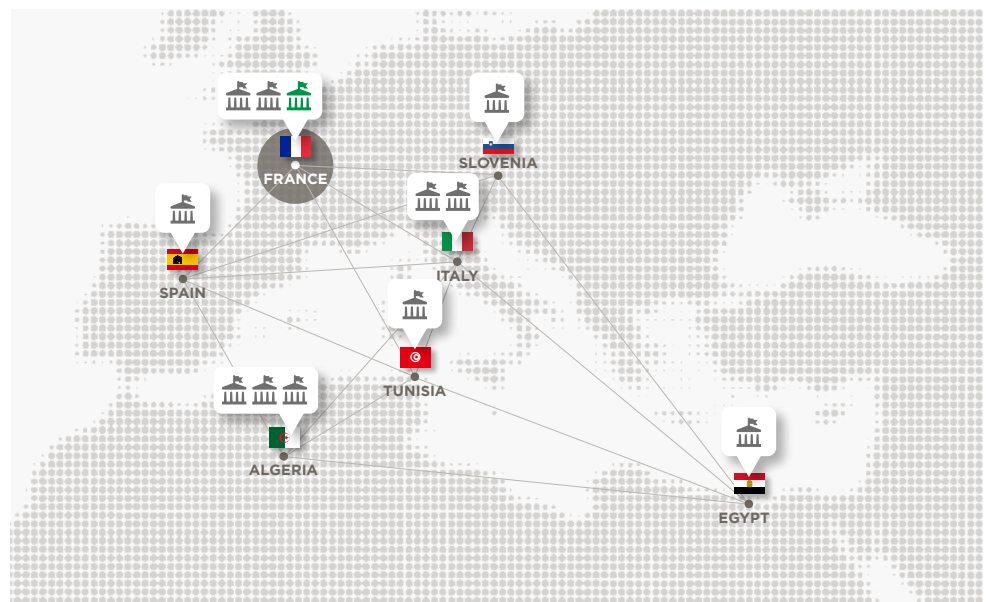 SLOVENIA
FRANCE
ITALY
SPAIN
TUNISIA
ALGERIA
EGYPT